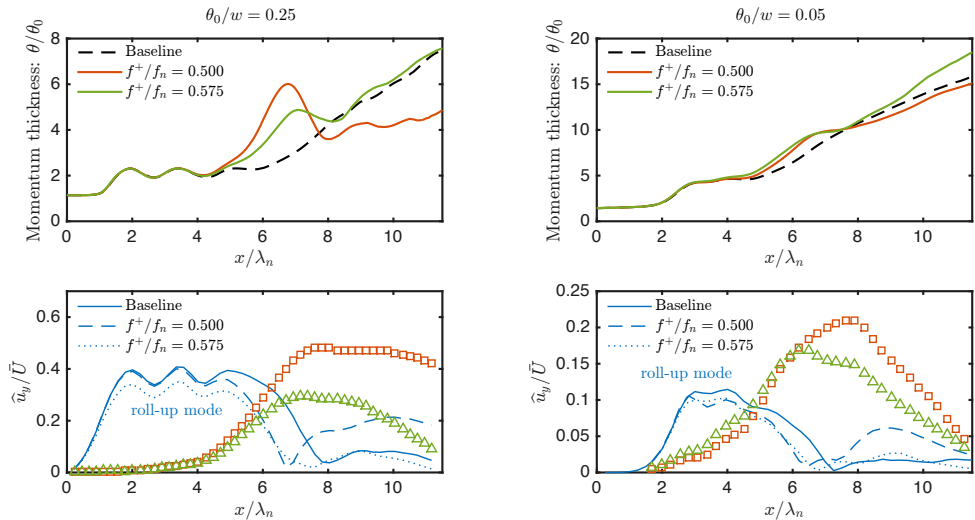 θ₀/w = 0.25
Momentum thickness: θ/θ₀
8
6
4
2
0
0 2 4 6 8 10
x/λₙ
Baseline
f⁺/fₙ = 0.500
f⁺/fₙ = 0.575
θ₀/w = 0.05
Momentum thickness: θ/θ₀
20
15
10
5
0
0 2 4 6 8 10
x/λₙ
Baseline
f⁺/fₙ = 0.500
f⁺/fₙ = 0.575
û_y/Ū
0.6
0.4
0.2
0
0 2 4 6 8 10
x/λₙ
Baseline
f⁺/fₙ = 0.500
f⁺/fₙ = 0.575
roll-up mode
û_y/Ū
0.25
0.2
0.15
0.1
0.05
0
0 2 4 6 8 10
x/λₙ
Baseline
f⁺/fₙ = 0.500
f⁺/fₙ = 0.575
roll-up mode